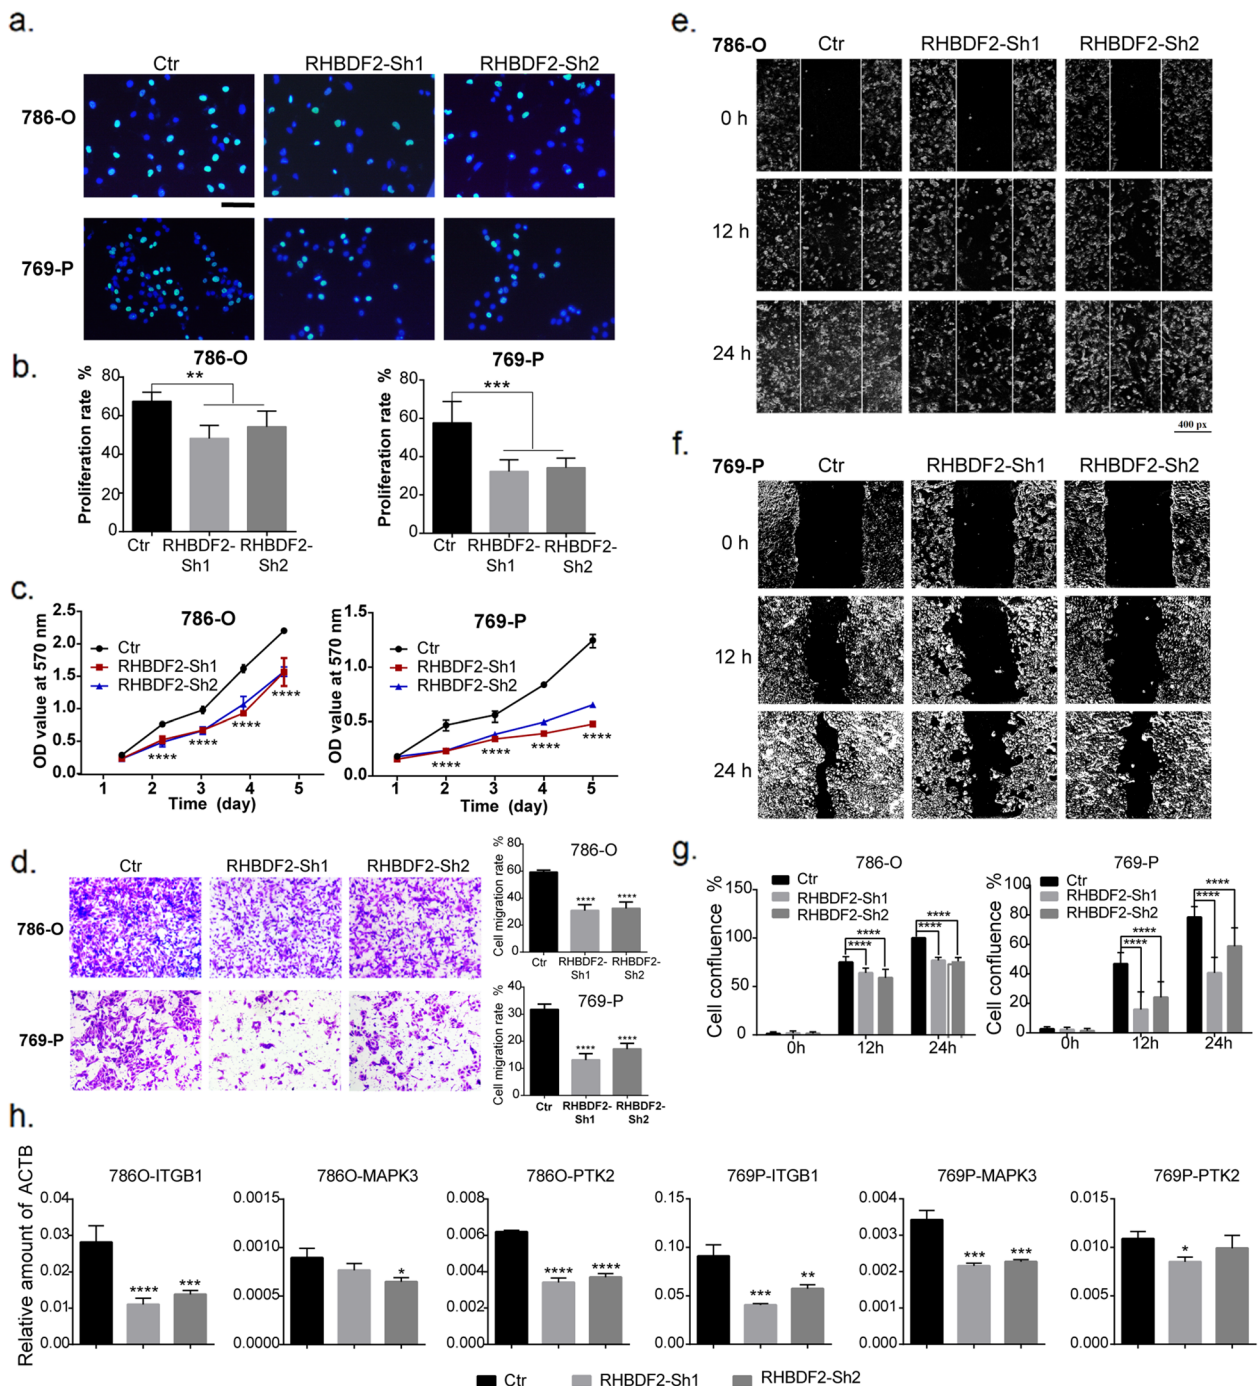 a.
Ctr RHBDF2-Sh1 RHBDF2-Sh2
786-O
769-P
b.
786-O
Proliferation rate %
80
60
40
20
0
**
Ctr RHBDF2-Sh1 RHBDF2-Sh2
769-P
Proliferation rate %
80
60
40
20
0
***
Ctr RHBDF2-Sh1 RHBDF2-Sh2
c.
786-O
OD value at 570 nm
2.5
2.0
1.5
1.0
0.5
0.0
Ctr
RHBDF2-Sh1
RHBDF2-Sh2
**** **** **** ****
1 2 3 4 5
Time (day)
769-P
OD value at 570 nm
1.5
1.0
0.5
0.0
Ctr
RHBDF2-Sh1
RHBDF2-Sh2
**** **** **** ****
1 2 3 4 5
Time (day)
d.
Ctr RHBDF2-Sh1 RHBDF2-Sh2
786-O
769-P
786-O
Cell migration rate %
80
60
40
20
0
**** ****
Ctr RHBDF2-Sh1 RHBDF2-Sh2
769-P
Cell migration rate %
40
30
20
10
0
**** ****
Ctr RHBDF2-Sh1 RHBDF2-Sh2
e.
786-O Ctr RHBDF2-Sh1 RHBDF2-Sh2
0 h
12 h
24 h
400 px
f.
769-P Ctr RHBDF2-Sh1 RHBDF2-Sh2
0 h
12 h
24 h
g.
786-O
Cell confluence %
150
100
50
0
Ctr
RHBDF2-Sh1
RHBDF2-Sh2
****
****
****
****
0h 12h 24h
769-P
Cell confluence %
100
80
60
40
20
0
Ctr
RHBDF2-Sh1
RHBDF2-Sh2
****
****
****
****
0h 12h 24h
h.
Relative amount of ACTB
786O-ITGB1
0.04
0.03
0.02
0.01
0.00
**** ***
786O-MAPK3
0.0015
0.0010
0.0005
0.0000
*
786O-PTK2
0.008
0.006
0.004
0.002
0.000
**** ****
769P-ITGB1
0.15
0.10
0.05
0.00
*** **
769P-MAPK3
0.004
0.003
0.002
0.001
0.000
*** ***
769P-PTK2
0.015
0.010
0.005
0.000
*
Ctr RHBDF2-Sh1 RHBDF2-Sh2